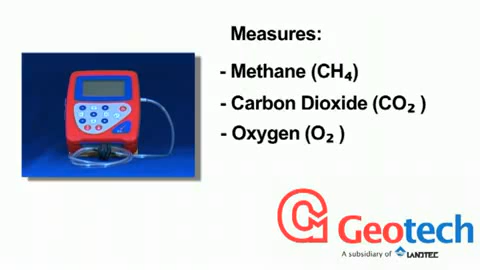 Measures:
- Methane (CH₄)
- Carbon Dioxide (CO₂ )
- Oxygen (O₂ )
Geotech
A subsidiary of LANDTEC